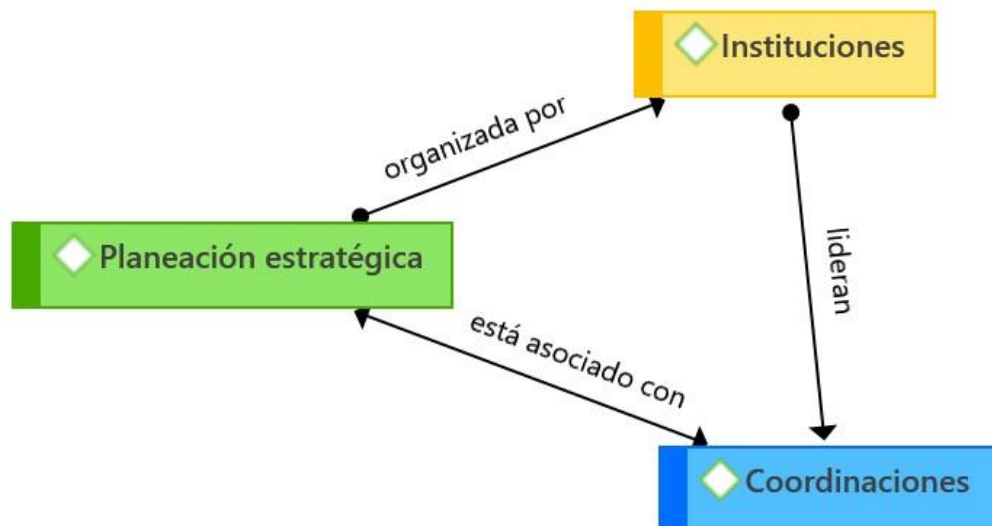 Instituciones
organizada por
Planeación estratégica
lideran
está asociado con
Coordinaciones